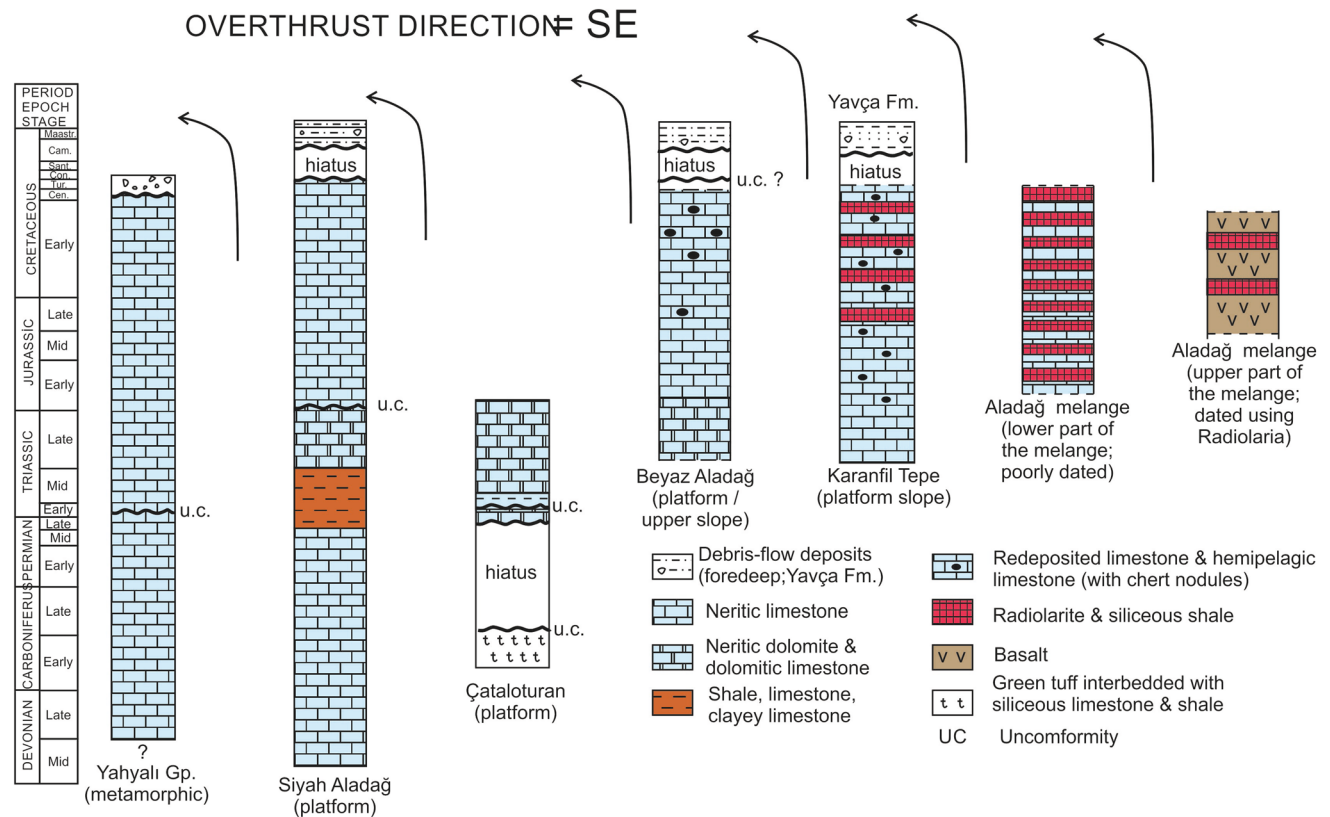 OVERTHRUST DIRECTION = SE
PERIOD
EPOCH
STAGE
CRETACEOUS
Maastr.
Cam.
Sant.
Con.
Tur.
Cen.
Early
JURASSİC
Late
Mid
Early
TRIASSIC
Late
Mid
Early
PERMIAN
Late
Mid
Early
CARBONIFERUS
Late
Early
DEVONIAN
Late
Mid
u.c.
?
Yahyalı Gp.
(metamorphic)
hiatus
u.c.
Siyah Aladağ
(platform)
u.c.
hiatus
u.c.
t t t t t
t t t t
Çataloturan
(platform)
hiatus
u.c. ?
Beyaz Aladağ
(platform /
upper slope)
Yavça Fm.
hiatus
Karanfil Tepe
(platform slope)
Aladağ melange
(lower part of
the melange;
poorly dated)
V V V
V V V
V V
V V V
V V
Aladağ melange
(upper part of
the melange;
dated using
Radiolaria)
Debris-flow deposits
(foredeep;Yavça Fm.)
Neritic limestone
Neritic dolomite &
dolomitic limestone
Shale, limestone,
clayey limestone
Redeposited limestone & hemipelagic
limestone (with chert nodules)
Radiolarite & siliceous shale
V V
Basalt
t t
Green tuff interbedded with
siliceous limestone & shale
UC Uncomformity